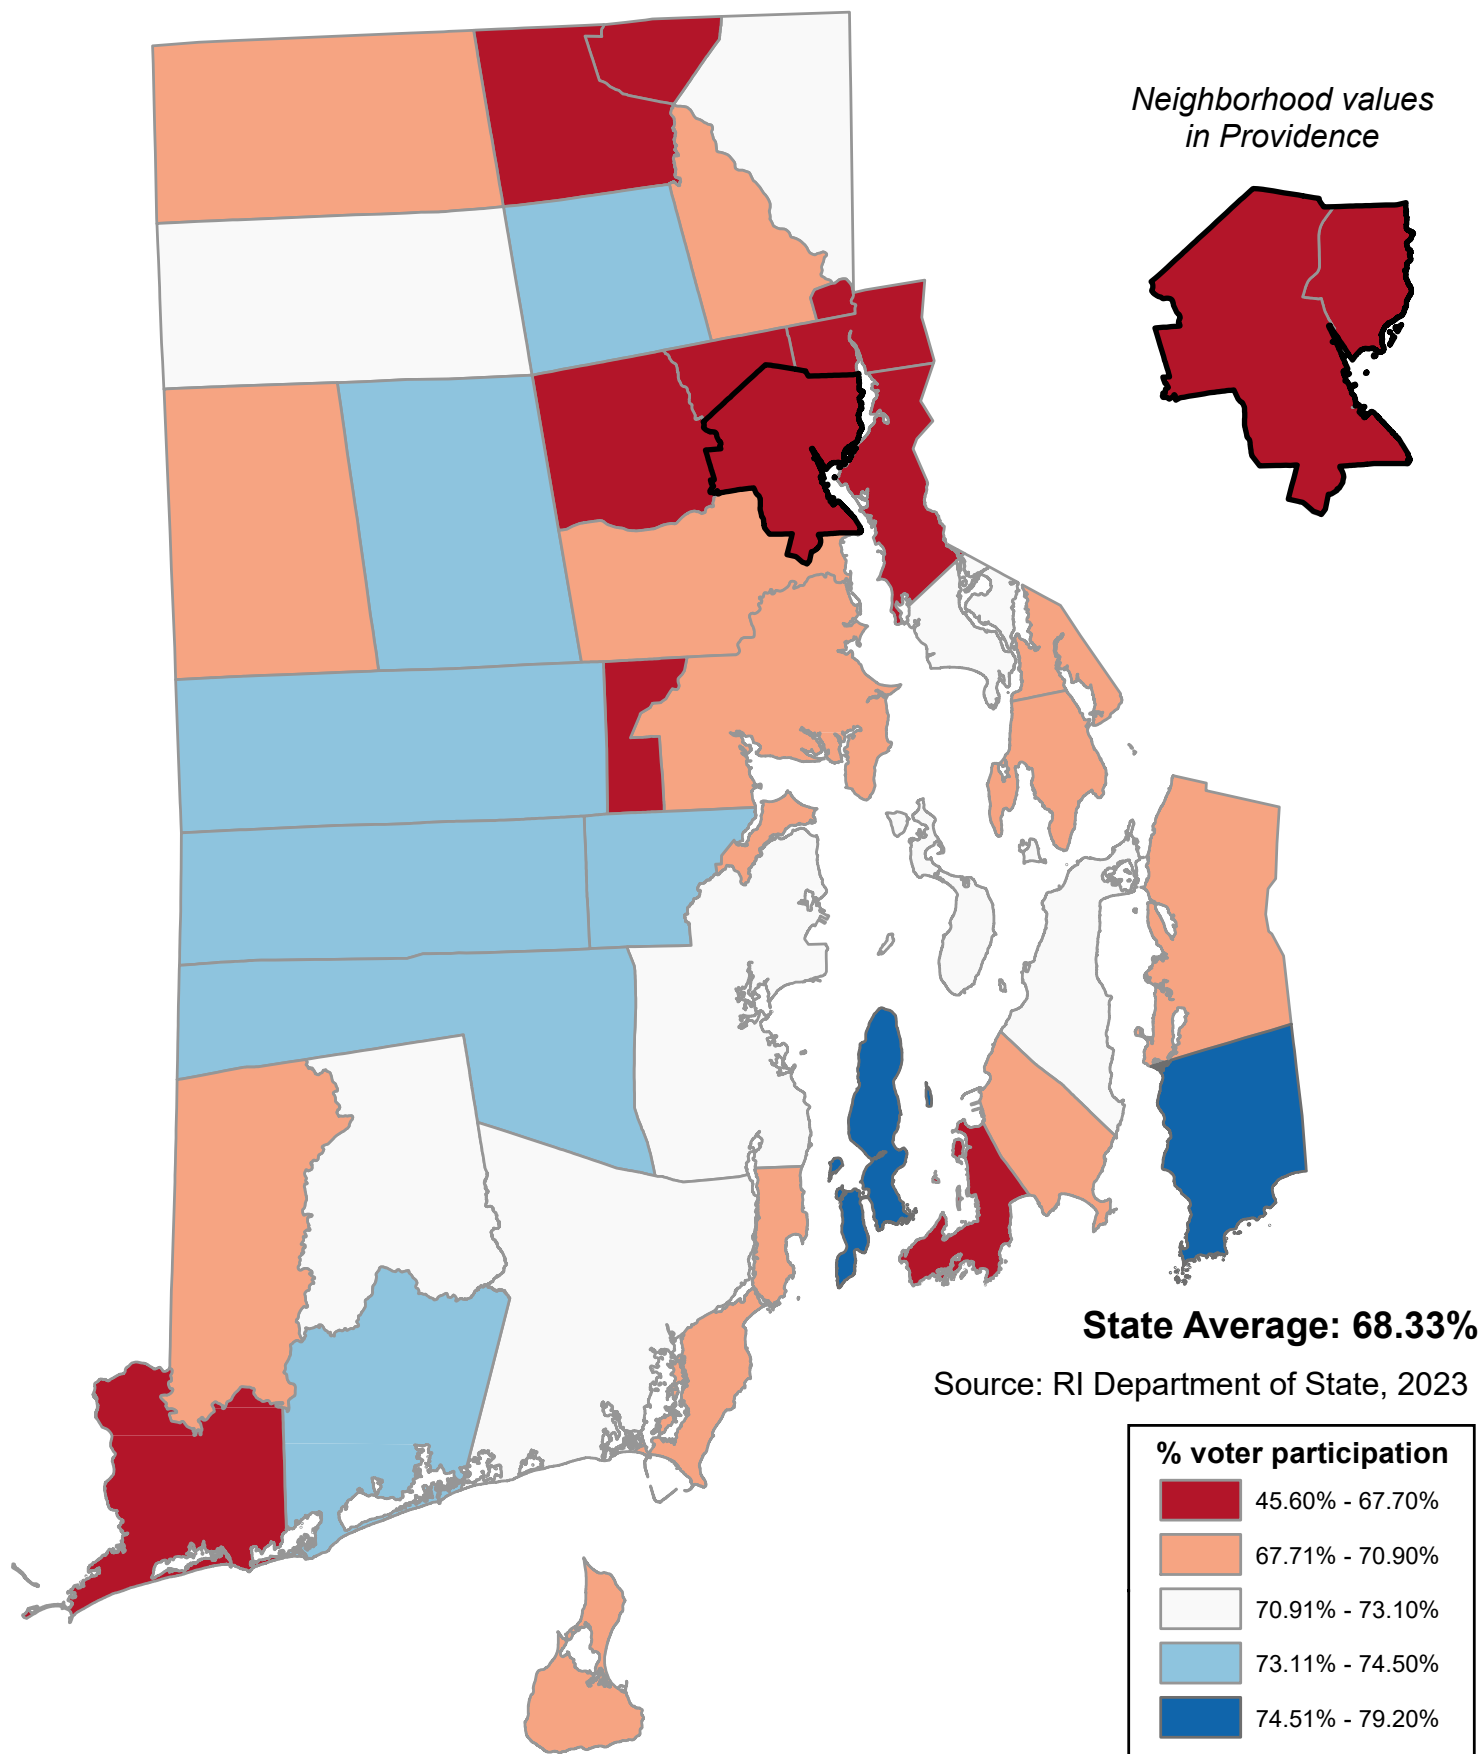 Neighborhood values
in Providence
State Average: 68.33%
Source: RI Department of State, 2023
% voter participation
45.60% - 67.70%
67.71% - 70.90%
70.91% - 73.10%
73.11% - 74.50%
74.51% - 79.20%